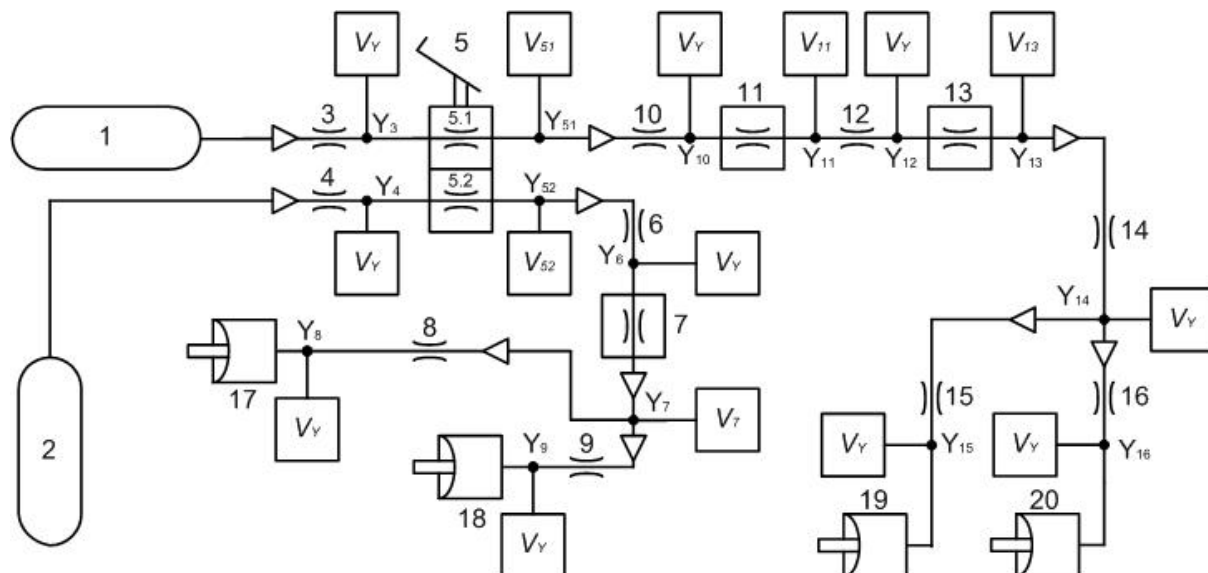 V_Y 5 V_51 V_Y V_11 V_Y V_13
1 3 Y_3 5.1 Y_51 10 Y_10 11 Y_11 12 Y_12 13 Y_13
4 Y_4 5.2 Y_52
V_Y V_52 6 Y_6 V_Y 14
Y_14 V_Y
7
17 Y_8 8
V_Y Y_7 V_7 15 16
2 18 Y_9 9 V_Y Y_15 V_Y Y_16
V_Y 19 20